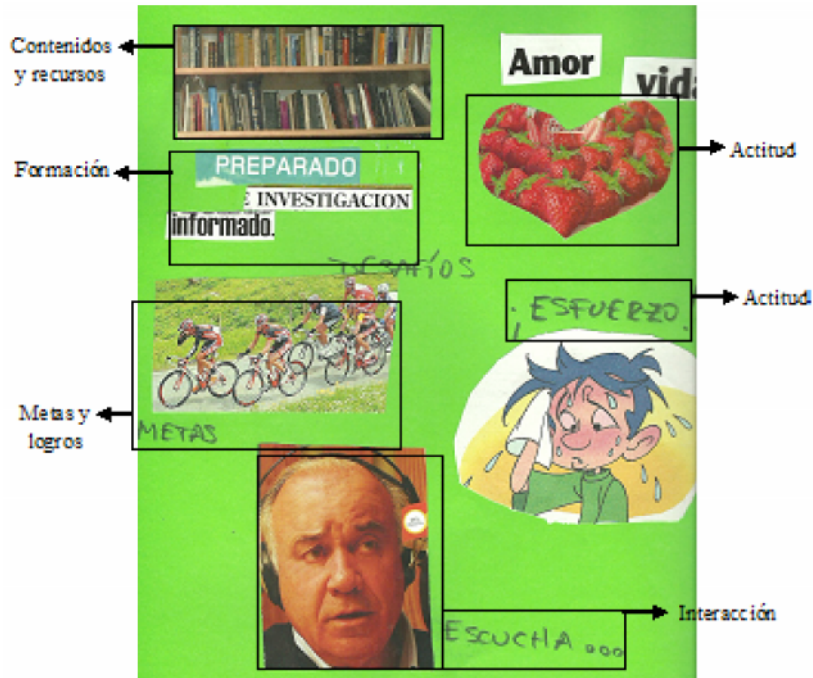 Contenidos
y recursos
Amor
vida
Actitud
Formación
PREPARADO
E INVESTIGACION
informado.
DESAFÍOS
¡ ESFUERZO.
Actitud
Metas y
logros
METAS
ESCUCHA...
Interacción